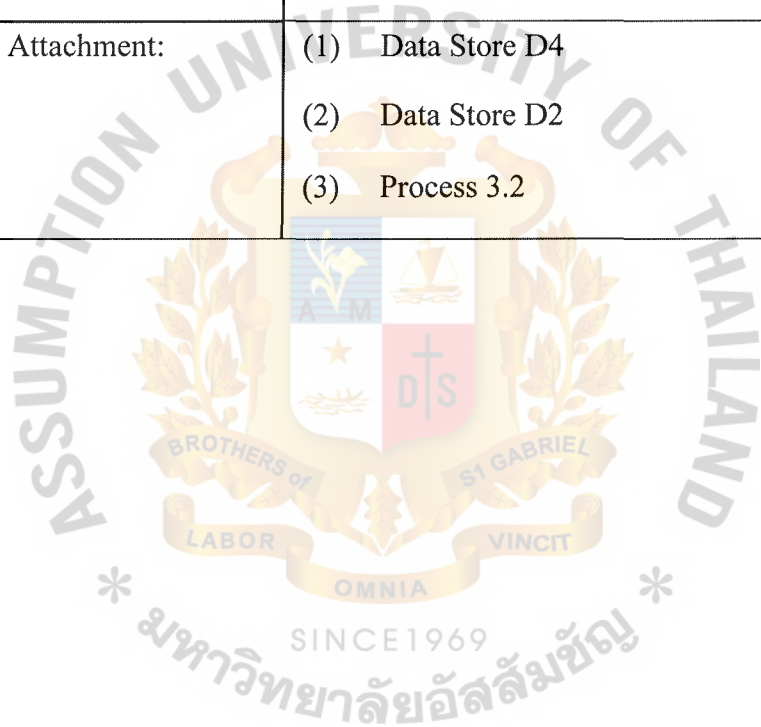 Attachment: (1) Data Store D4
(2) Data Store D2
(3) Process 3.2
ASSUMPTION UNIVERSITY OF THAILAND
A M
D S
BROTHERS of S1 GABRIEL
LABOR OMNIA VINCIT
* SINCE1969 *
มหาวิทยาลัยอัสสัมชัญ